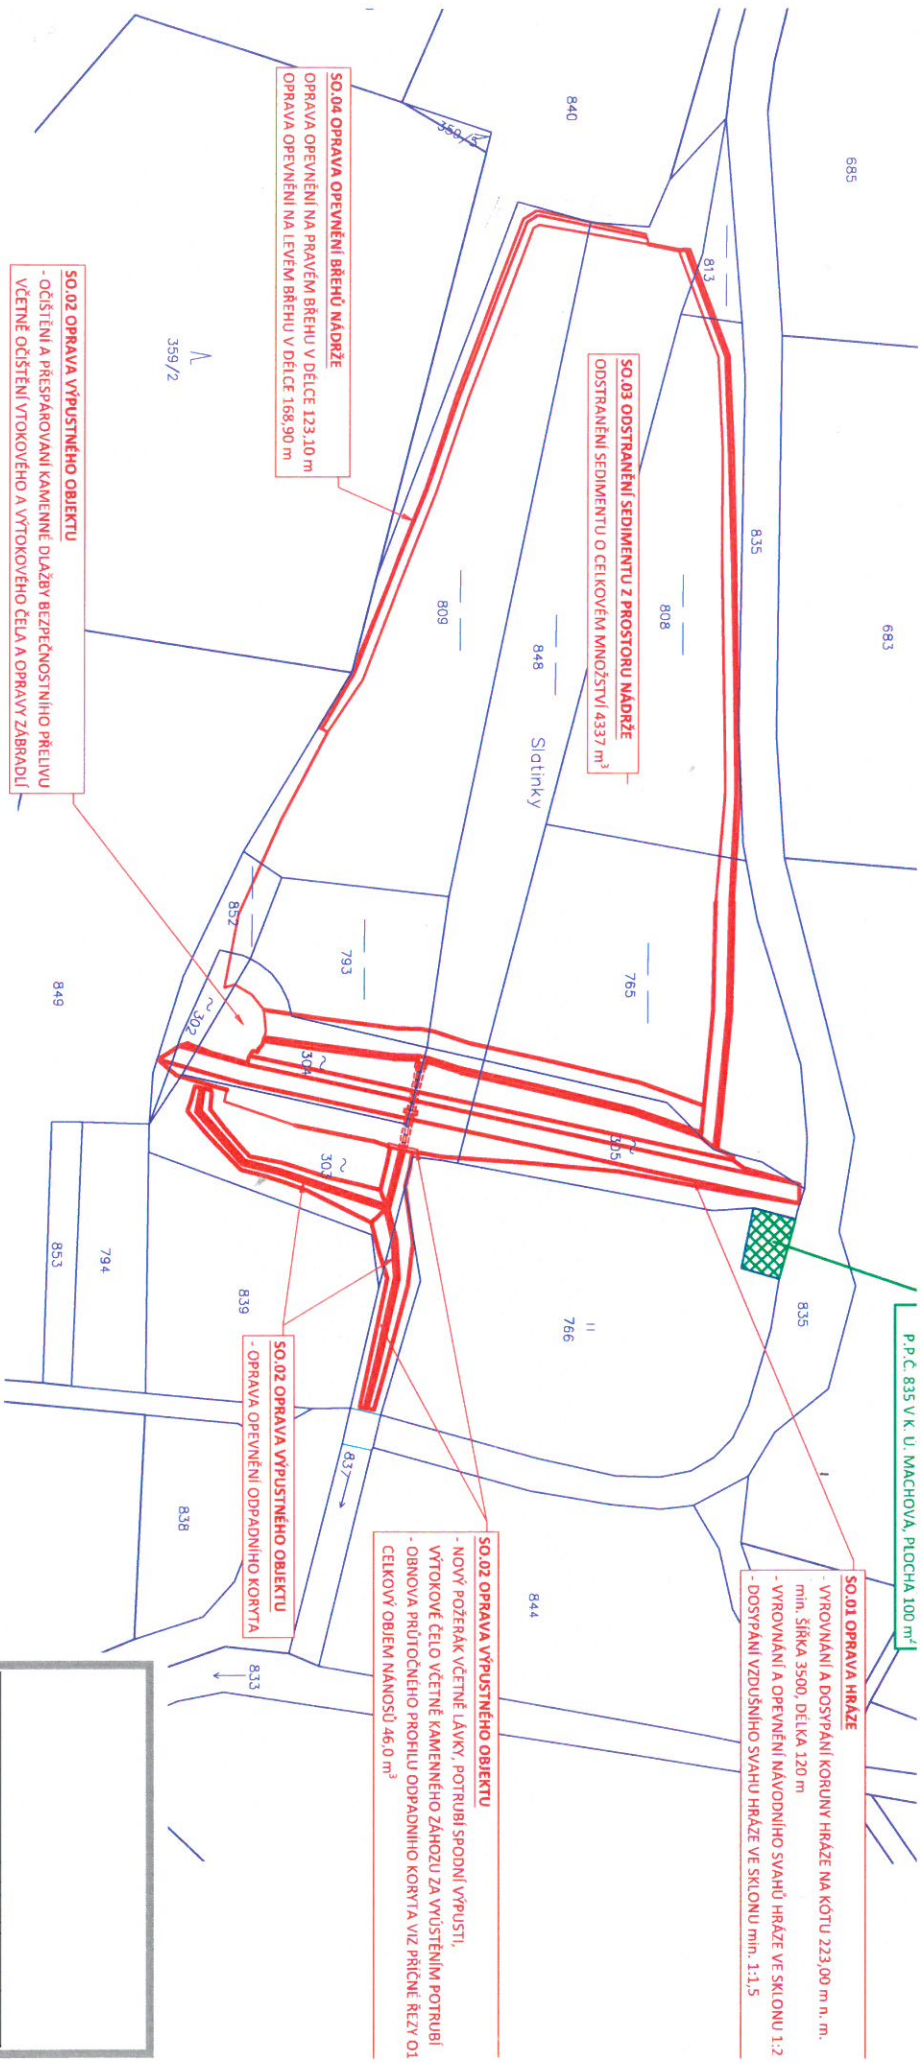 P.P.Č. 835 V K. U. MACHOVÁ, PLOCHA 100 m²
SO.01 OPRAVA HRÁZE
- VYROVNÁNÍ A DOSYPÁNÍ KORUNY HRÁZE NA KÓTU 223,00 m n. m.
min. ŠÍŘKA 3500, DÉLKA 120 m
- VYROVNÁNÍ A OPEVNĚNÍ NÁVODNÍHO SVAHŮ HRÁZE VE SKLONU 1:2
- DOSYPÁNÍ VZDUŠNÍHO SVAHU HRÁZE VE SKLONU min. 1:1,5
SO.03 ODSTRANĚNÍ SEDIMENTU Z PROSTORU NÁDRŽE
ODSTRANĚNÍ SEDIMENTU O CELKOVÉM MNOŽSTVÍ 4337 m³
SO.04 OPRAVA OPEVNĚNÍ BŘEHŮ NÁDRŽE
OPRAVA OPEVNĚNÍ NA PRAVÉM BŘEHU V DÉLCE 123,10 m
OPRAVA OPEVNĚNÍ NA LEVÉM BŘEHU V DÉLCE 168,90 m
SO.02 OPRAVA VÝPUSTNÉHO OBJEKTU
- NOVÝ POŽERÁK VČETNĚ LÁVKY, POTRUBÍ SPODNÍ VÝPUSTI,
VÝTOKOVÉ ČELO VČETNĚ KAMENNÉHO ZÁHOZU ZA VYÚSTĚNÍM POTRUBÍ
- OBNOVA PRŮTOČNÉHO PROFILU ODPADNÍHO KORYTA VIZ PŘÍČNÉ ŘEZY O1
CELKOVÝ OBJEM NÁNOSŮ 46,0 m³
SO.02 OPRAVA VÝPUSTNÉHO OBJEKTU
- OPRAVA OPEVNĚNÍ ODPADNÍHO KORYTA
SO.02 OPRAVA VÝPUSTNÉHO OBJEKTU
- OČIŠTĚNÍ A PŘESPÁROVANÍ KAMENNÉ DLAŽBY BEZPEČNOSTNÍHO PŘELIVU
VČETNĚ OČIŠTĚNÍ VTOKOVÉHO A VÝTOKOVÉHO ČELA A OPRAVY ZÁBRADLÍ
685
683
840
813
835
835
808
848
Slatinky
809
765
793
766
359/3
359/2
852
302
304
305
303
849
853
794
839
838
837
844
833